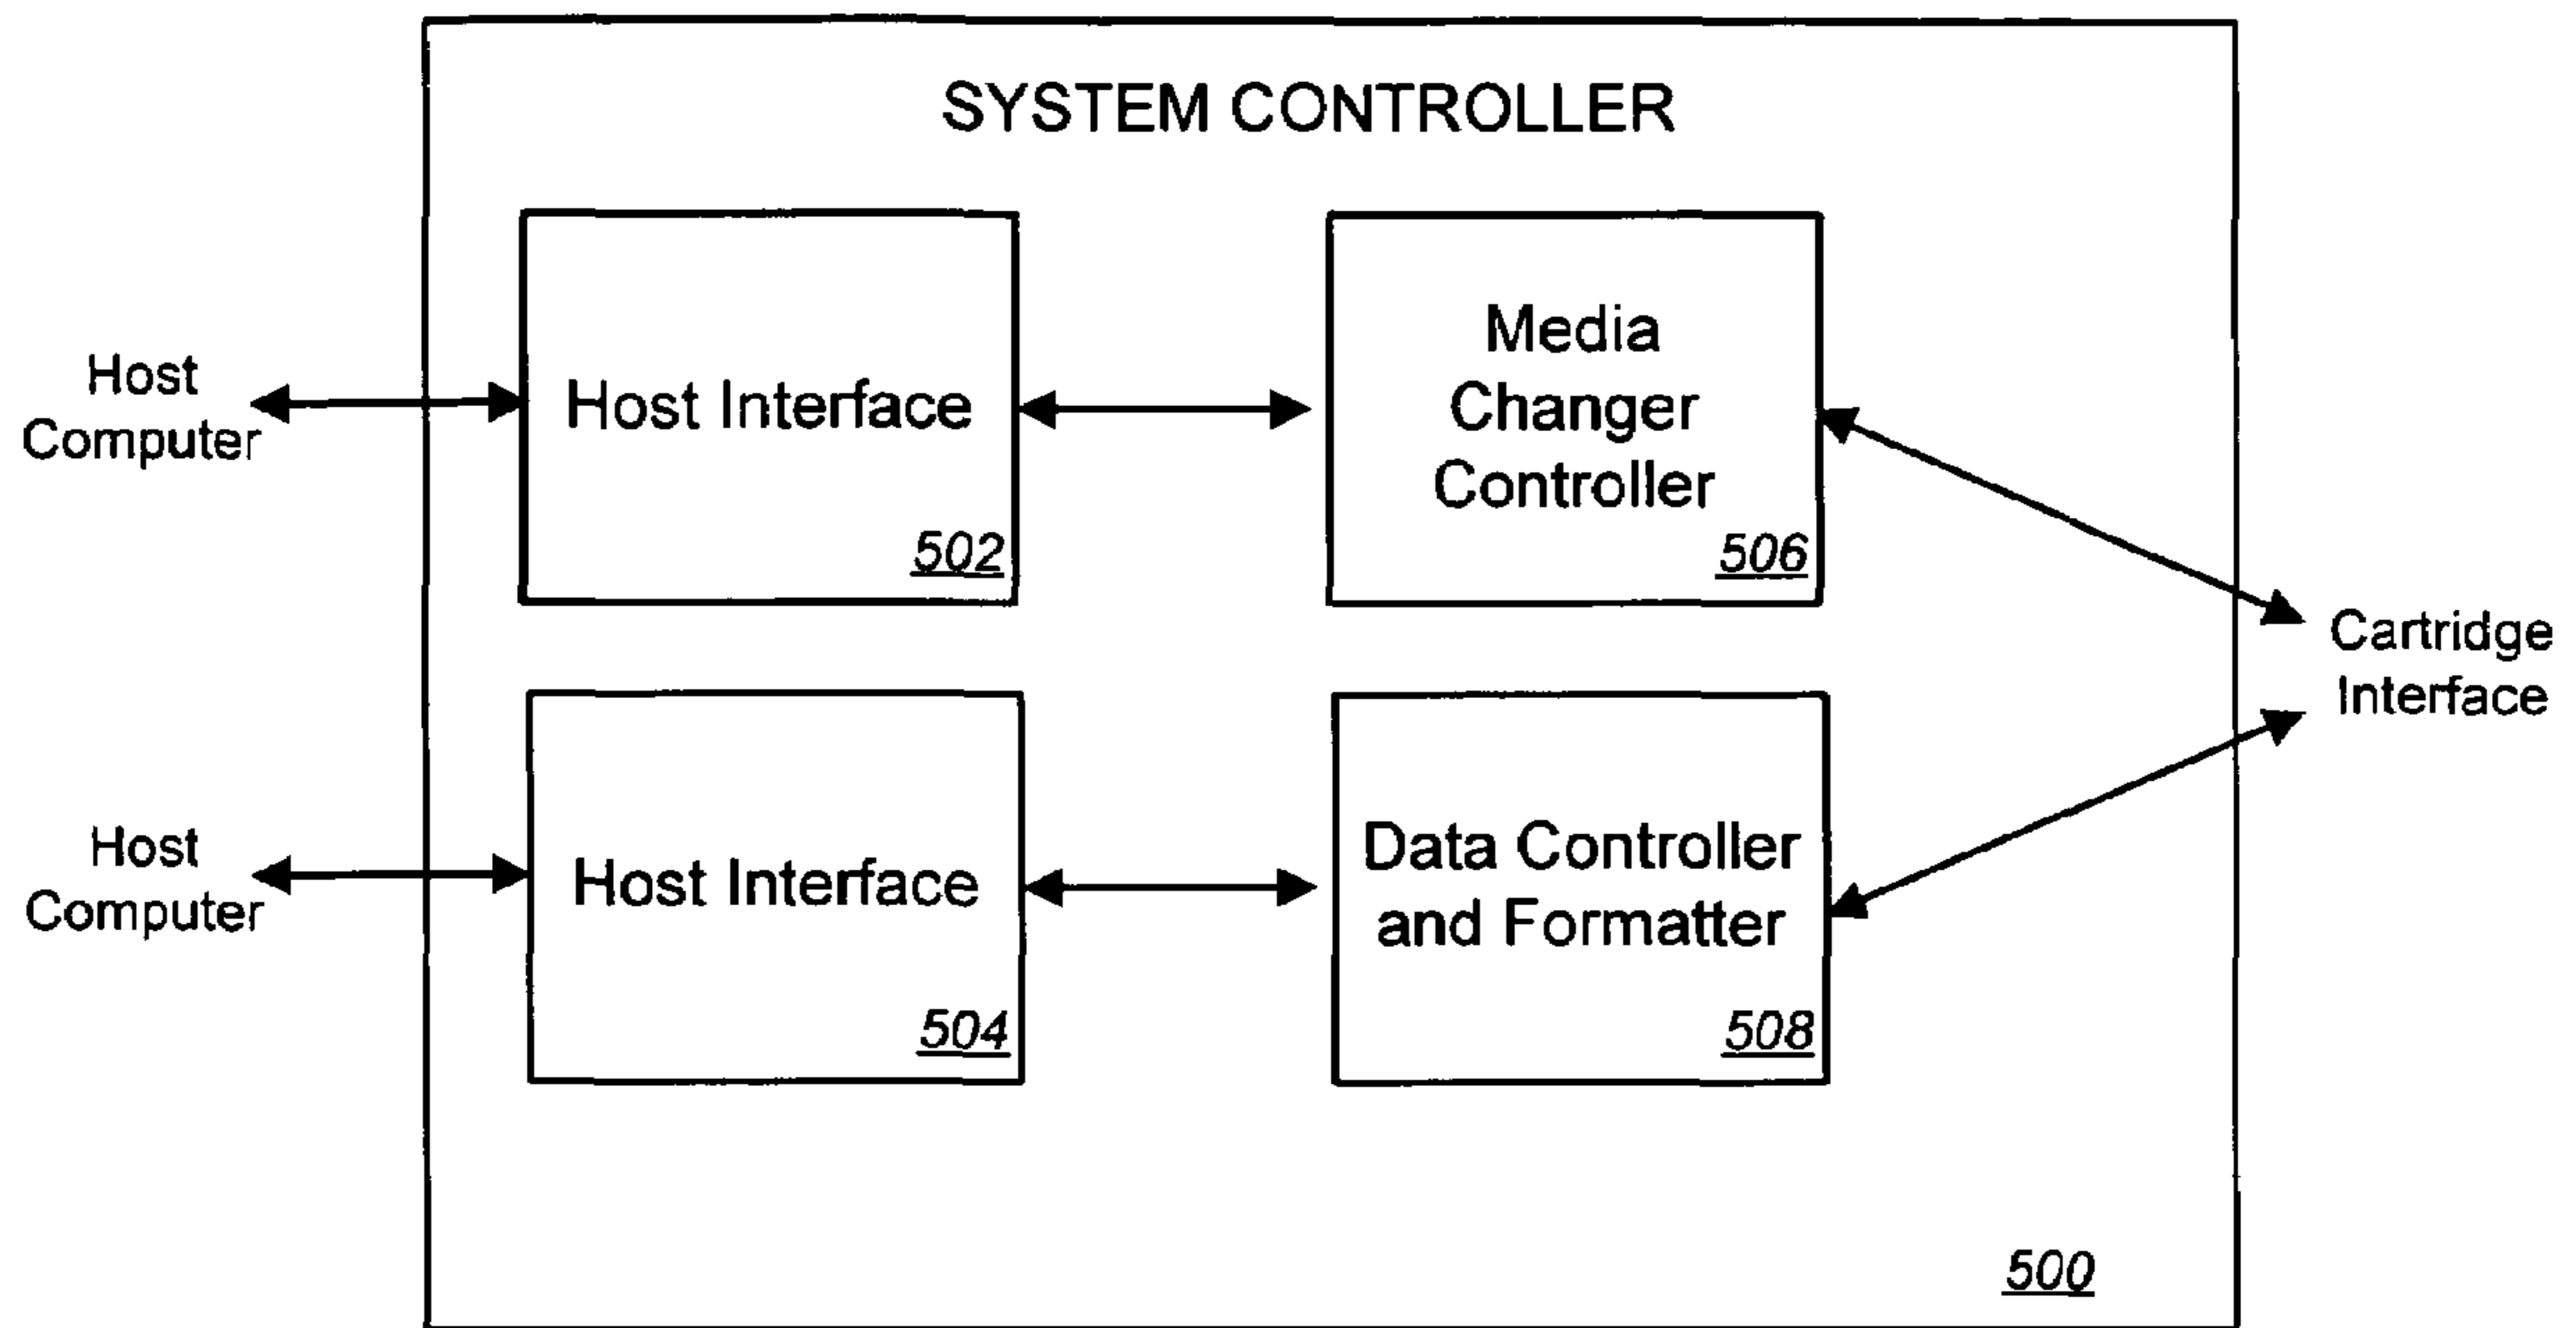 SYSTEM CONTROLLER
Host
Computer
Host Interface
502
Media
Changer
Controller
506
Cartridge
Interface
Host
Computer
Host Interface
504
Data Controller
and Formatter
508
500